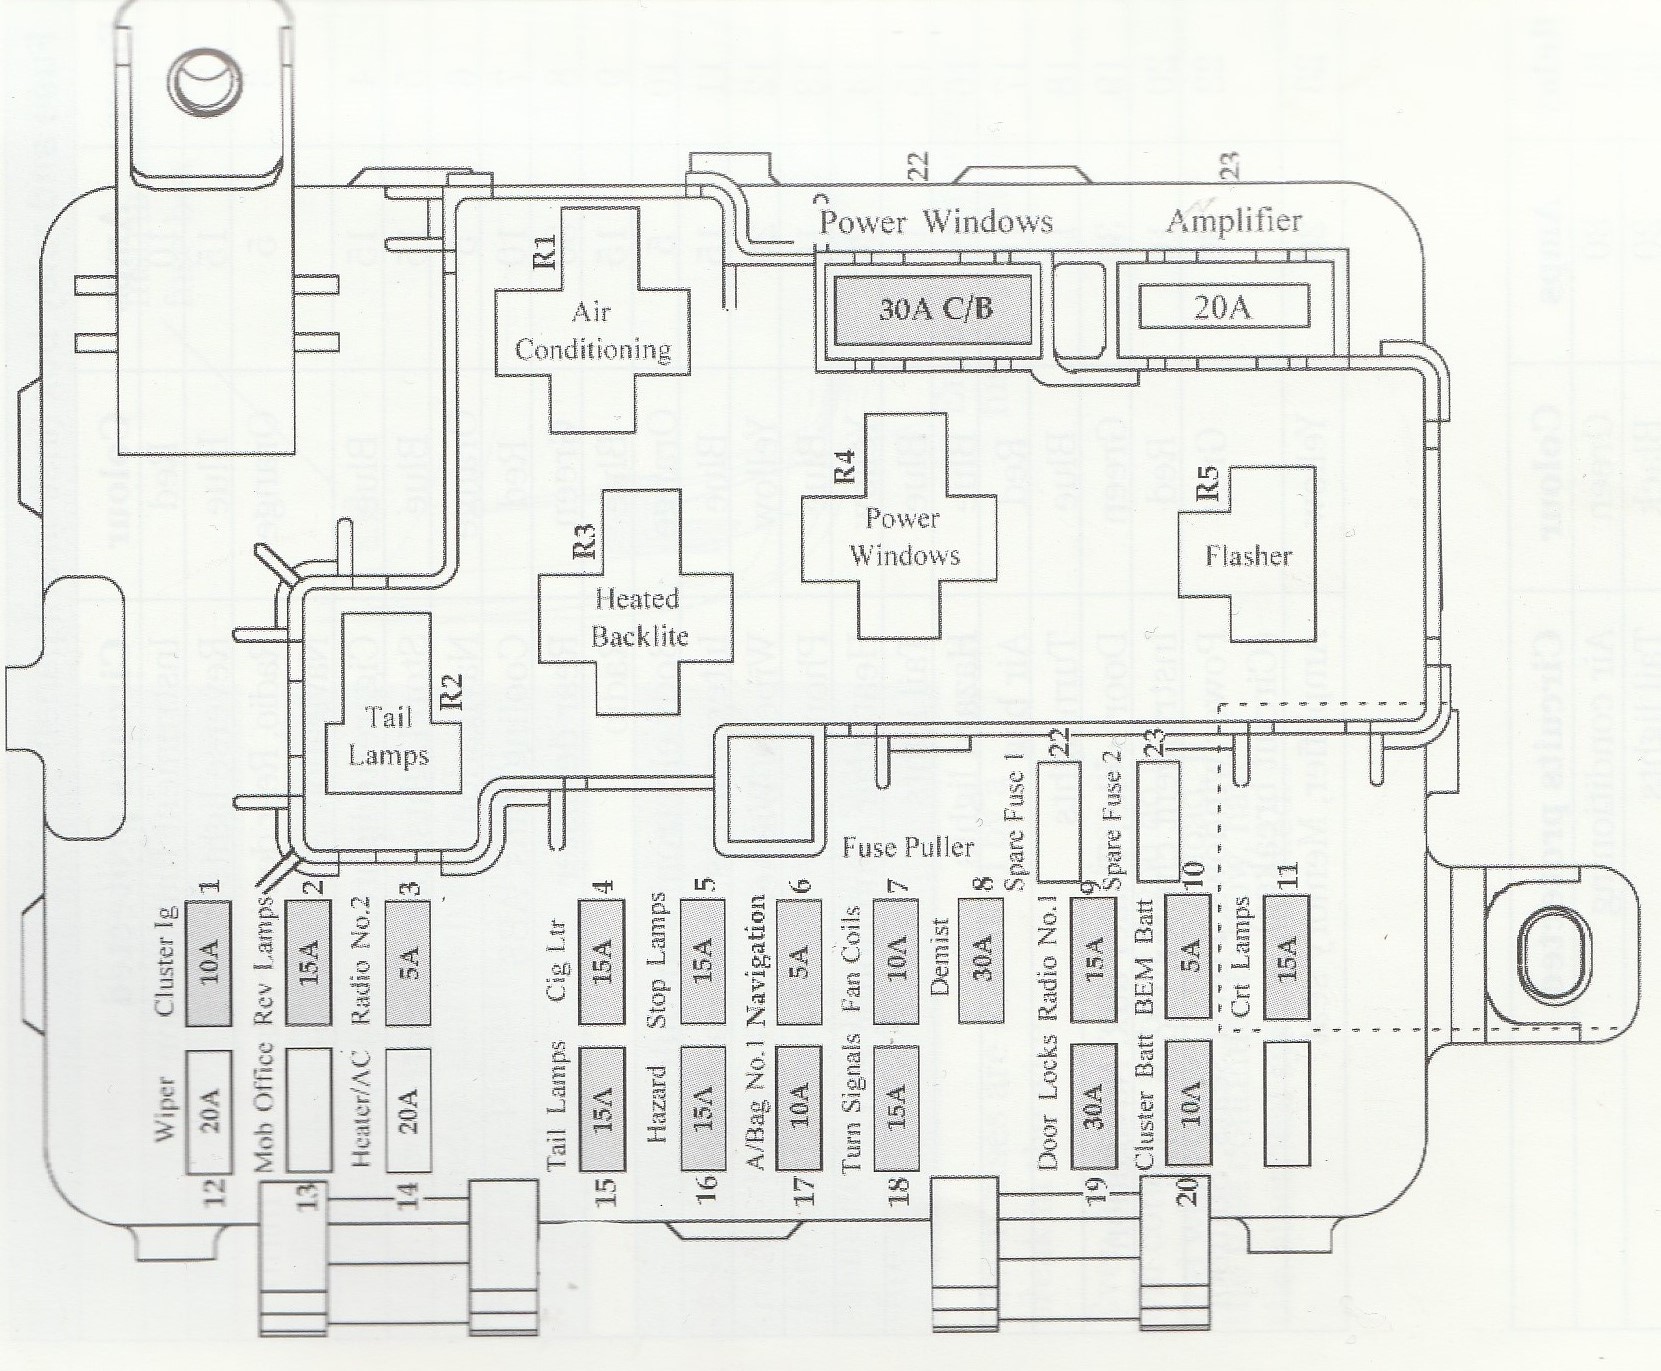 22
23
Power Windows
Amplifier
30A C/B
20A
R1
Air
Conditioning
R4
Power
Windows
R5
Flasher
R3
Heated
Backlite
Tail
Lamps
R2
Fuse Puller
Spare Fuse 1
22
Spare Fuse 2
23
Cluster Ig
10A
1
Rev Lamps
15A
2
Radio No.2
5A
3
Cig Ltr
15A
4
Stop Lamps
15A
5
Navigation
5A
6
Fan Coils
10A
7
Demist
30A
8
Radio No.1
15A
9
BEM Batt
5A
10
Crt Lamps
15A
11
Wiper
20A
12
Mob Office
13
Heater/AC
20A
14
Tail Lamps
15A
15
Hazard
15A
16
A/Bag No.1
10A
17
Turn Signals
15A
18
Door Locks
30A
19
Cluster Batt
10A
20